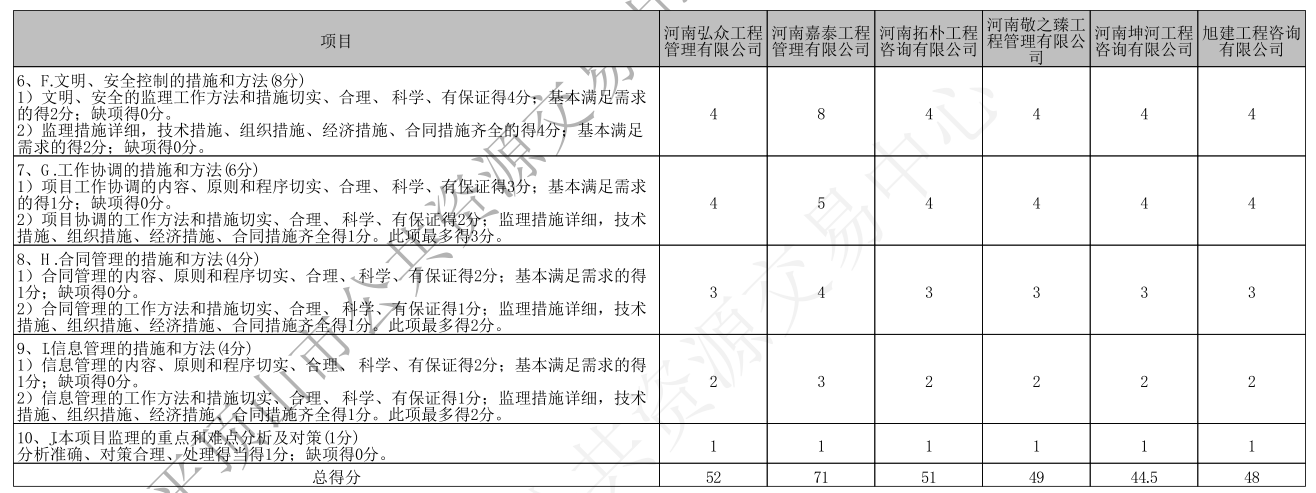 项目
河南弘众工程
管理有限公司
河南嘉泰工程
管理有限公司
河南拓朴工程
咨询有限公司
河南敬之臻工
程管理有限公
司
河南坤河工程
咨询有限公司
旭建工程咨询
有限公司
6、F.文明、安全控制的措施和方法(8分)
1）文明、安全的监理工作方法和措施切实、合理、 科学、有保证得4分；基本满足需求
的得2分；缺项得0分。
2）监理措施详细，技术措施、组织措施、经济措施、合同措施齐全的得4分；基本满足
需求的得2分；缺项得0分。
4 8 4 4 4 4
7、G.工作协调的措施和方法(6分)
1）项目工作协调的内容、原则和程序切实、合理、 科学、有保证得3分；基本满足需求
的得1分；缺项得0分。
2）项目协调的工作方法和措施切实、合理、 科学、有保证得2分；监理措施详细，技术
措施、组织措施、经济措施、合同措施齐全得1分。此项最多得3分。
4 5 4 4 4 4
8、H.合同管理的措施和方法(4分)
1）合同管理的内容、原则和程序切实、合理、 科学、有保证得2分；基本满足需求的得
1分；缺项得0分。
2）合同管理的工作方法和措施切实、合理、 科学、有保证得1分；监理措施详细，技术
措施、组织措施、经济措施、合同措施齐全得1分。此项最多得2分。
3 4 3 3 3 3
9、I.信息管理的措施和方法(4分)
1）信息管理的内容、原则和程序切实、合理、 科学、有保证得2分；基本满足需求的得
1分；缺项得0分。
2）信息管理的工作方法和措施切实、合理、 科学、有保证得1分；监理措施详细，技术
措施、组织措施、经济措施、合同措施齐全得1分。此项最多得2分。
2 3 2 2 2 2
10、J.本项目监理的重点和难点分析及对策(1分)
分析准确、对策合理、处理得当得1分；缺项得0分。
1 1 1 1 1 1
总得分 52 71 51 49 44.5 48
平顶山市公共资源交易中心
共资源交易中心